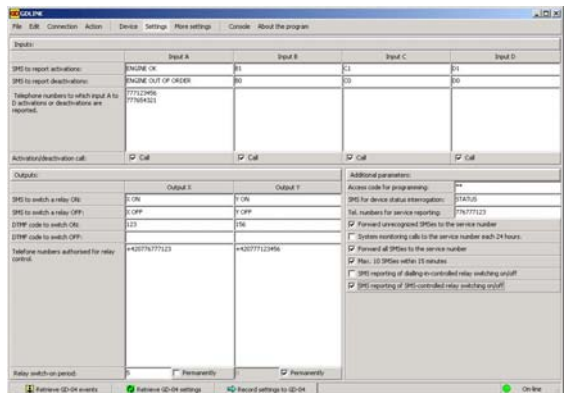 GDLINK
File Edit Connection Action Device Settings More settings Console About the program
Inputs:
Input A Input B Input C Input D
SMS to report activations: ENGINE OK B1 C1 D1
SMS to report deactivations: ENGINE OUT OF ORDER B0 C0 D0
Telephone numbers to which input A to 777123456
D activations or deactivations are 777654321
reported.
Activation/deactivation call: Call Call Call Call
Outputs: Additional parameters:
Output X Output Y Access code for programming: **
SMS to switch a relay ON: X ON Y ON SMS for device status interrogation: STATUS
SMS to switch a relay OFF: X OFF Y OFF Tel. numbers for service reporting: 776777123
DTMF code to switch ON: 123 156 Forward unrecognized SMSes to the service number
DTMF code to switch OFF: System monitoring calls to the service number each 24 hours.
Telefone numbers authorised for relay +420776777123 +420777123456 Forward all SMSes to the service number
control. Max. 10 SMSes within 15 minutes
SMS reporting of dialling-in-controlled relay switching on/off
SMS reporting of SMS-controlled relay switching on/off
Relay switch-on period: 5 Permanently Permanently
Retrieve GD-04 events Retrieve GD-04 settings Record settings to GD-04 On-line